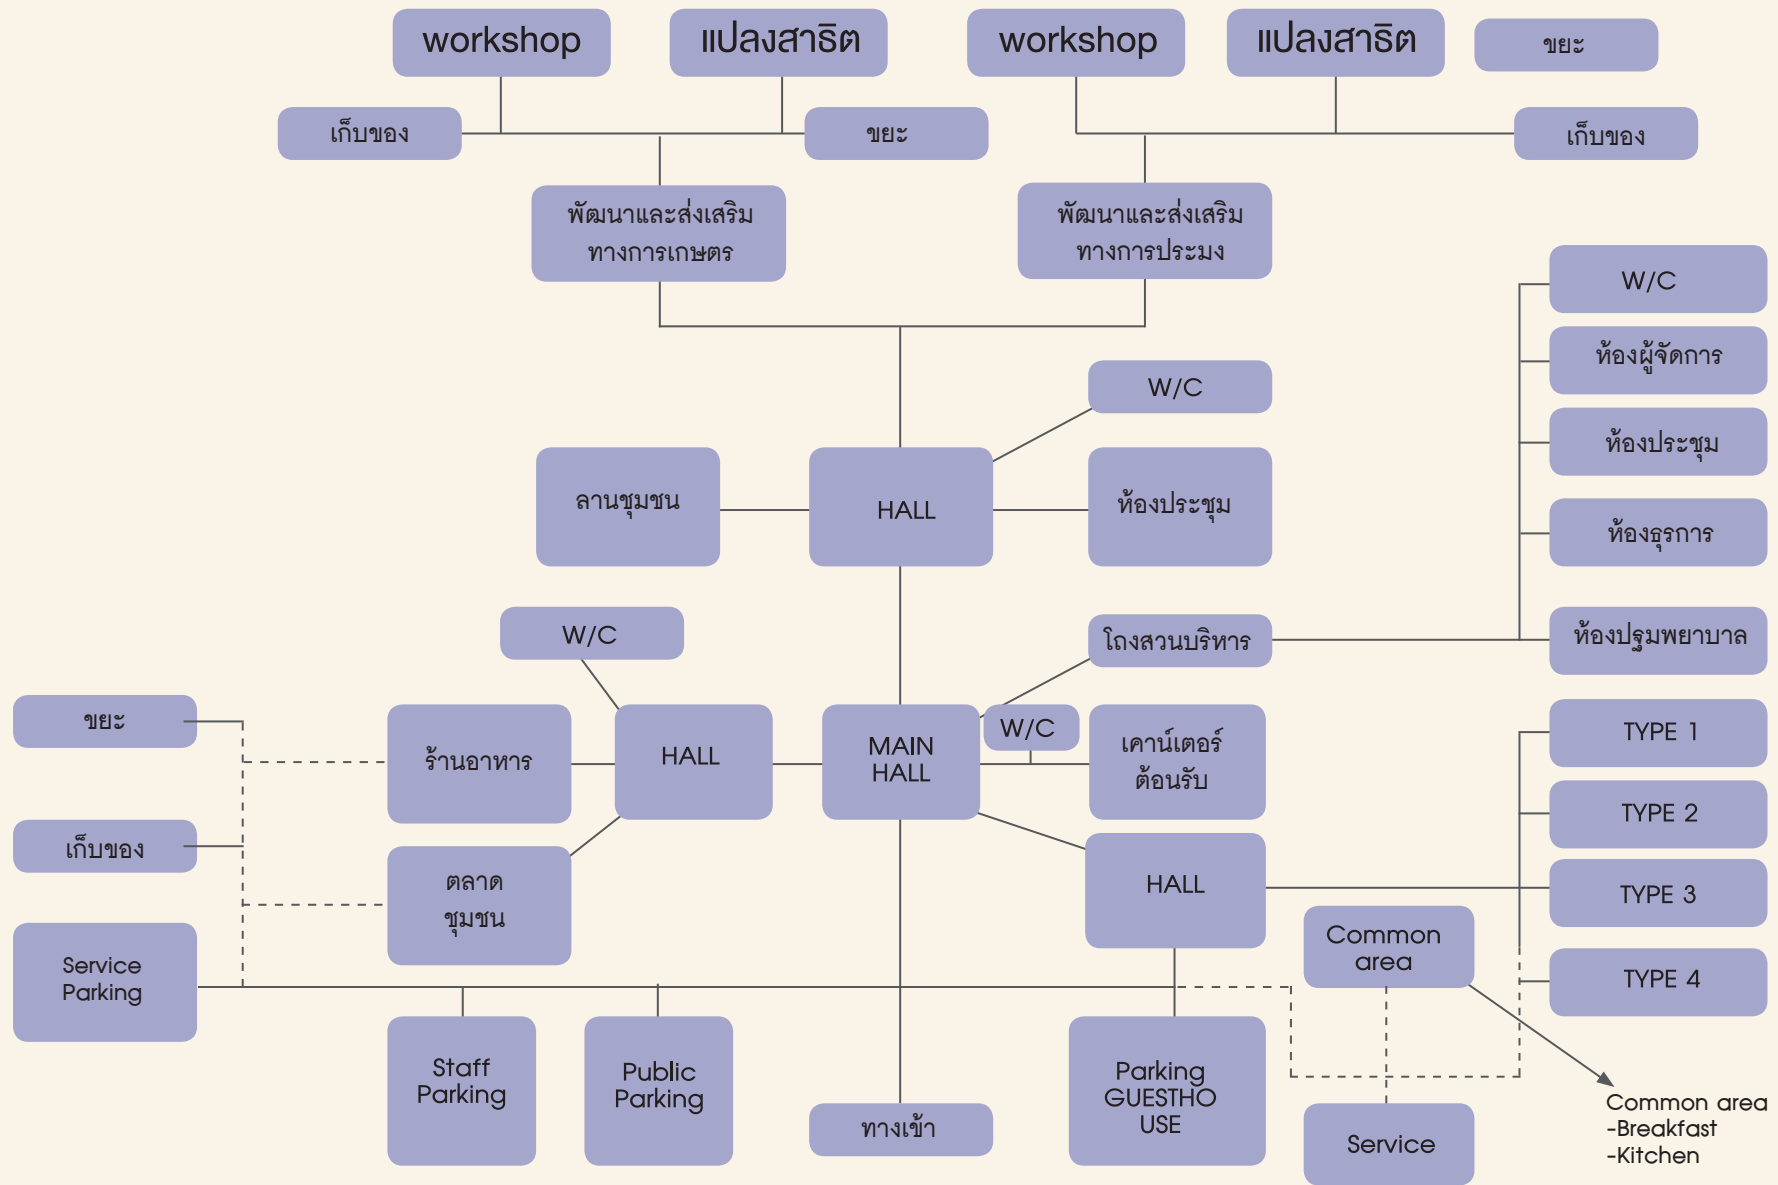 workshop
แปลงสาธิต
workshop
แปลงสาธิต
ขยะ
เก็บของ
ขยะ
เก็บของ
พัฒนาและส่งเสริม
ทางการเกษตร
พัฒนาและส่งเสริม
ทางการประมง
W/C
ห้องผู้จัดการ
W/C
ห้องประชุม
ลานชุมชน
HALL
ห้องประชุม
ห้องธุรการ
W/C
โถงสวนบริหาร
ห้องปฐมพยาบาล
ขยะ
ร้านอาหาร
HALL
MAIN
HALL
W/C
เคาน์เตอร์
ต้อนรับ
TYPE 1
TYPE 2
เก็บของ
ตลาด
ชุมชน
HALL
TYPE 3
Common
area
TYPE 4
Service
Parking
Staff
Parking
Public
Parking
ทางเข้า
Parking
GUESTHO
USE
Service
Common area
-Breakfast
-Kitchen